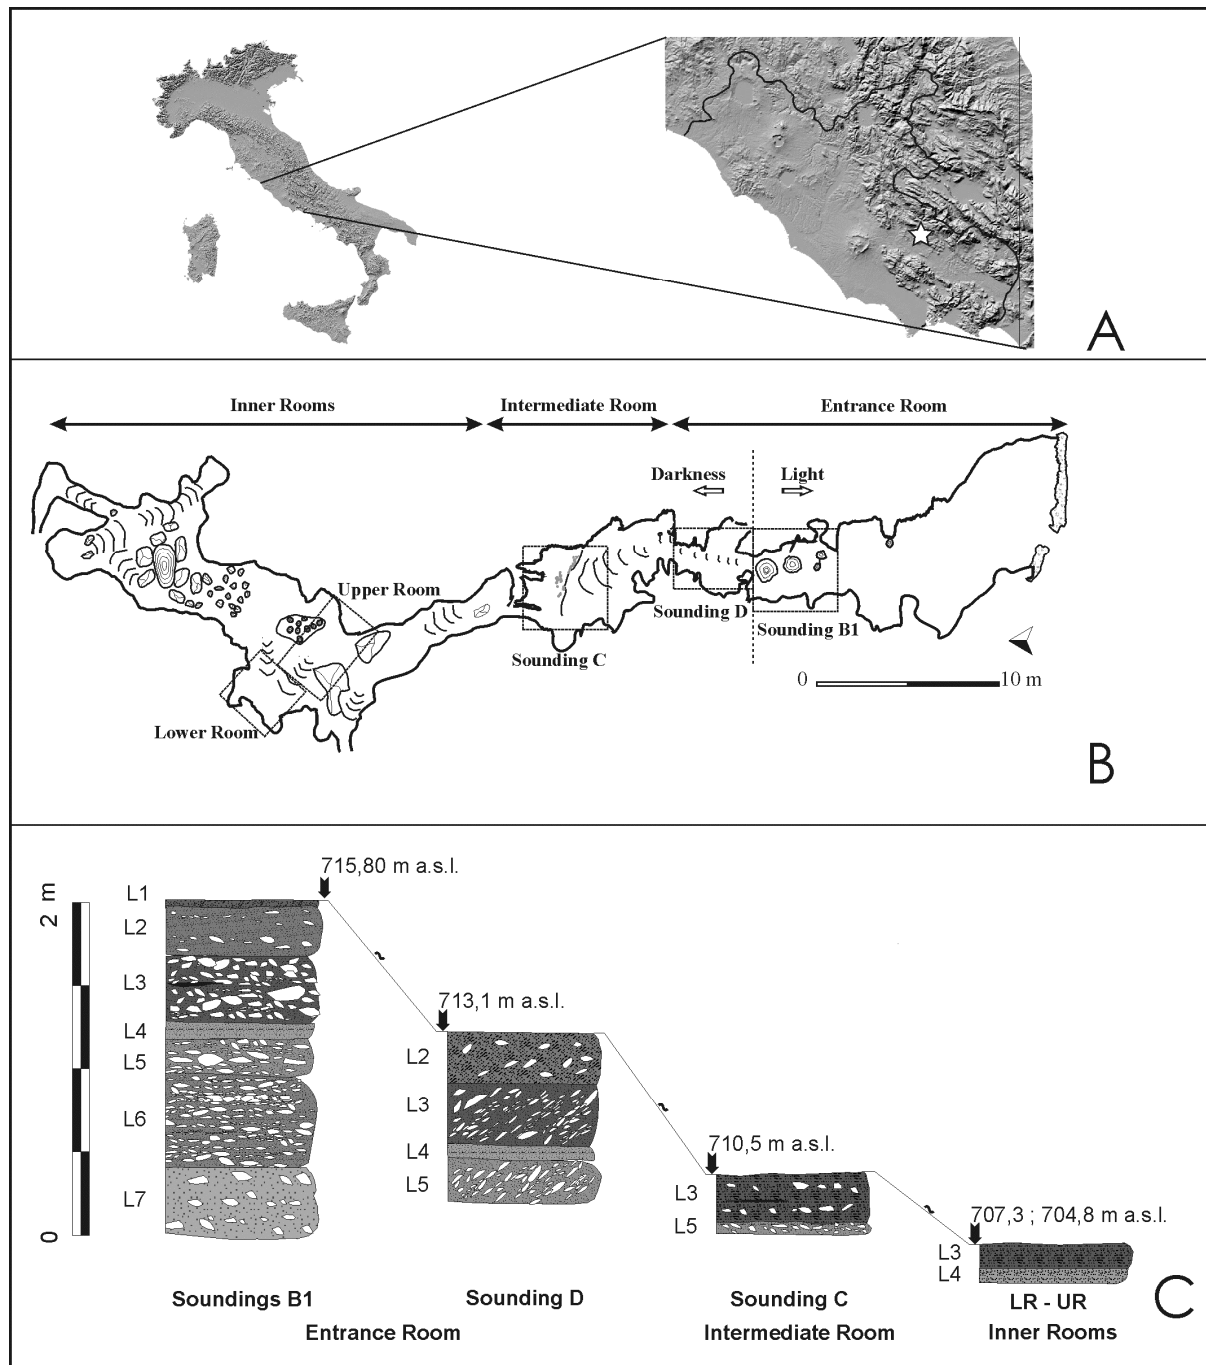 A
Inner Rooms
Intermediate Room
Entrance Room
Darkness
Light
Upper Room
Sounding D
Sounding B1
Sounding C
Lower Room
0
10 m
B
715,80 m a.s.l.
2 m
0
L1
L2
L3
L4
L5
L6
L7
713,1 m a.s.l.
L2
L3
L4
L5
710,5 m a.s.l.
L3
L5
707,3 ; 704,8 m a.s.l.
L3
L4
C
Soundings B1
Sounding D
Sounding C
LR - UR
Entrance Room
Intermediate Room
Inner Rooms